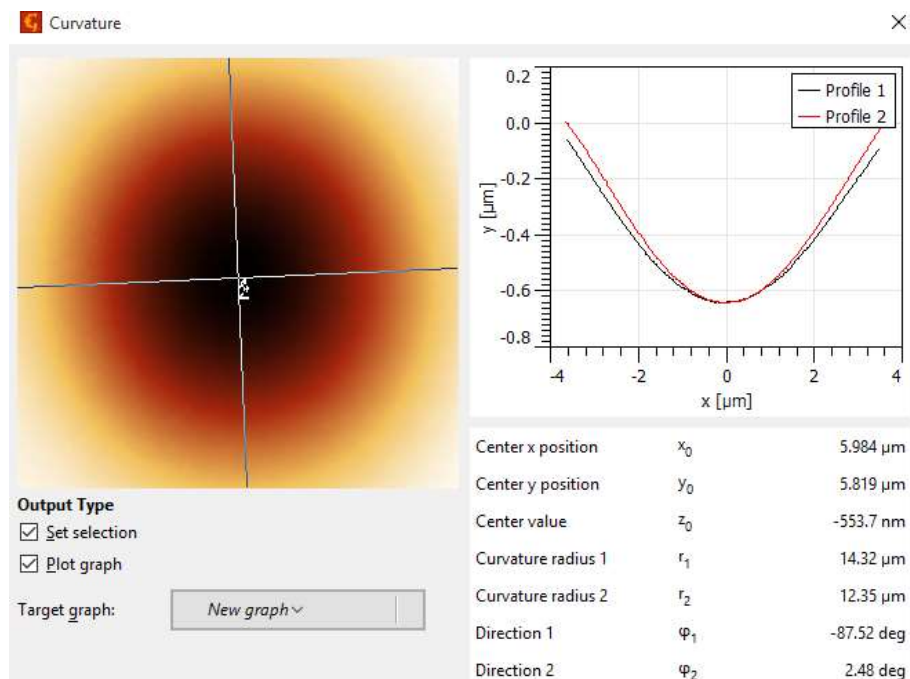 Curvature
0.2
0.0
-0.2
-0.4
-0.6
-0.8
y [µm]
Profile 1
Profile 2
-4 -2 0 2 4
x [µm]
Center x position x0 5.984 µm
Center y position y0 5.819 µm
Center value z0 -553.7 nm
Curvature radius 1 r1 14.32 µm
Curvature radius 2 r2 12.35 µm
Direction 1 φ1 -87.52 deg
Direction 2 φ2 2.48 deg
Output Type
Set selection
Plot graph
Target graph: New graph